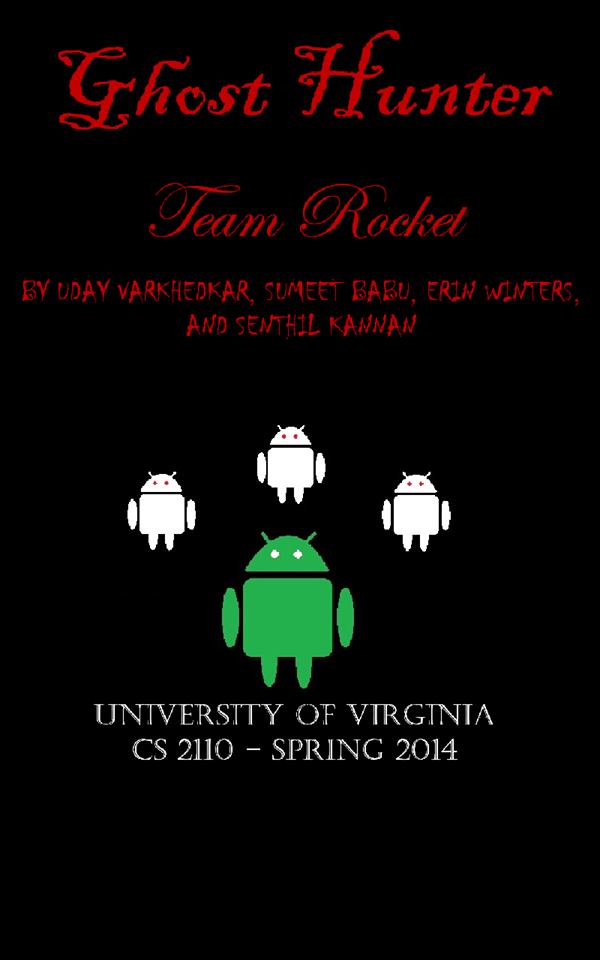 Ghost Hunter
Team Rocket
BY UDAY VARKHEDKAR, SUMEET BABU, ERIN WINTERS,
AND SENTHIL KANNAN
UNIVERSITY OF VIRGINIA
CS 2110 - SPRING 2014